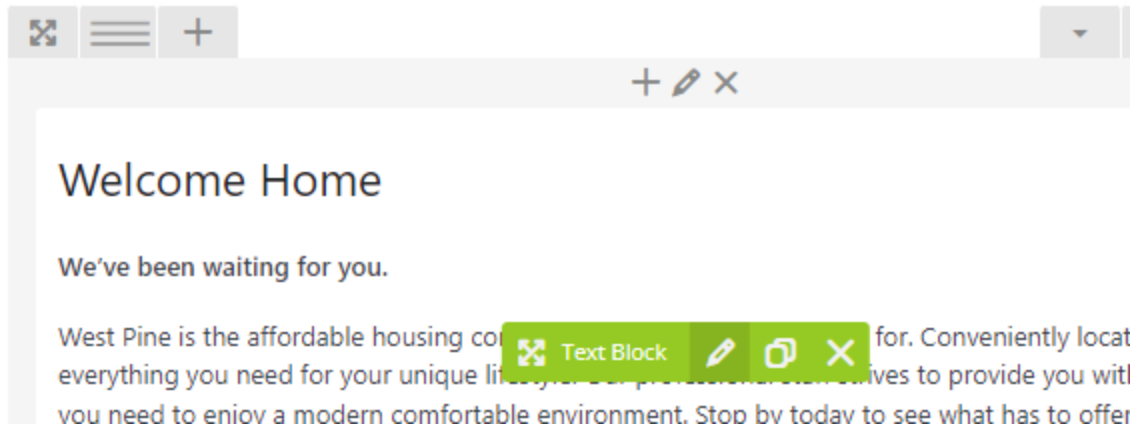 Welcome Home
We've been waiting for you.
West Pine is the affordable housing for. Conveniently
Text Block
everything you need for your unique to provide you
you need to enjoy a modern comfortable environment. Stop by today to see what has to offer